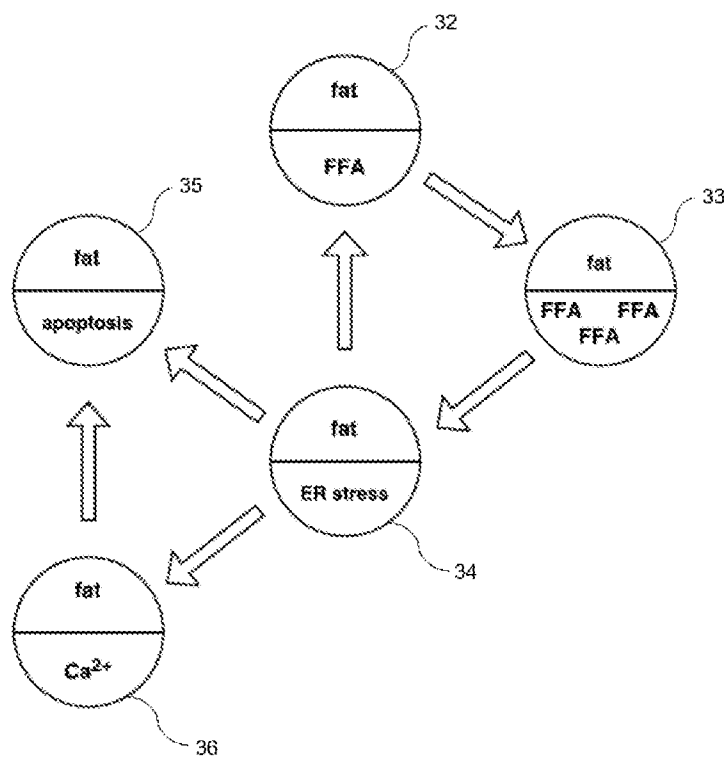 32
fat
FFA
35
fat
apoptosis
33
fat
FFA FFA
FFA
fat
ER stress
34
fat
Ca²⁺
36